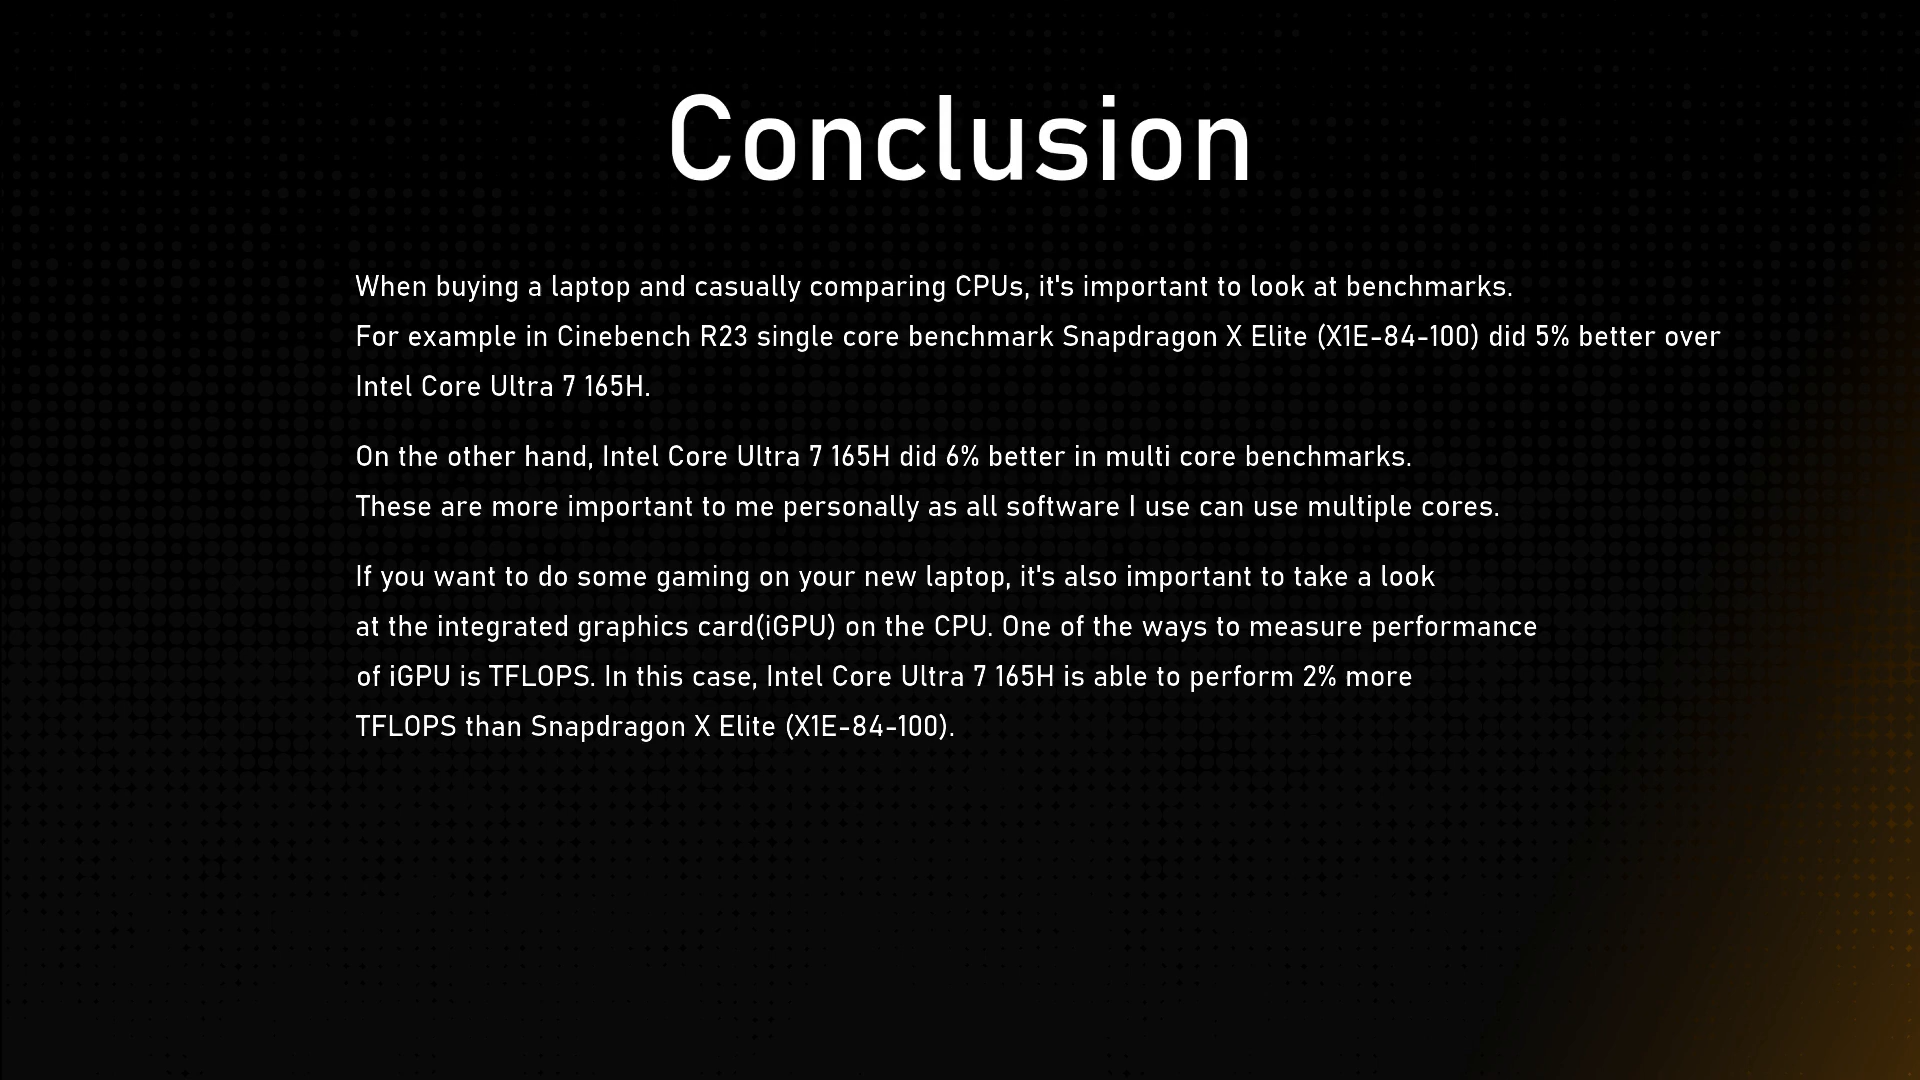 Conclusion
When buying a laptop and casually comparing CPUs, it's important to look at benchmarks.
For example in Cinebench R23 single core benchmark Snapdragon X Elite (X1E-84-100) did 5% better over
Intel Core Ultra 7 165H.
On the other hand, Intel Core Ultra 7 165H did 6% better in multi core benchmarks.
These are more important to me personally as all software I use can use multiple cores.
If you want to do some gaming on your new laptop, it's also important to take a look
at the integrated graphics card(iGPU) on the CPU. One of the ways to measure performance
of iGPU is TFLOPS. In this case, Intel Core Ultra 7 165H is able to perform 2% more
TFLOPS than Snapdragon X Elite (X1E-84-100).